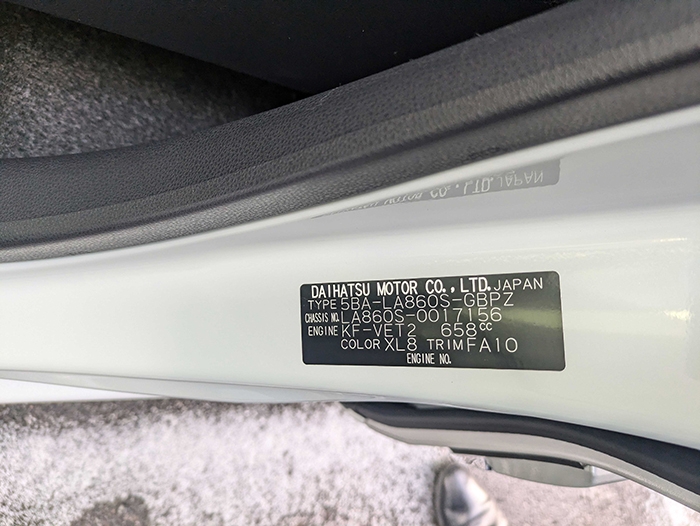 DAIHATSU MOTOR CO.,LTD. JAPAN
TYPE 5BA-LA860S-GBPZ
CHASSIS NO. LA860S-0017156
ENGINE KF-VET2 658CC
COLOR XL8 TRIM FA10
ENGINE NO.